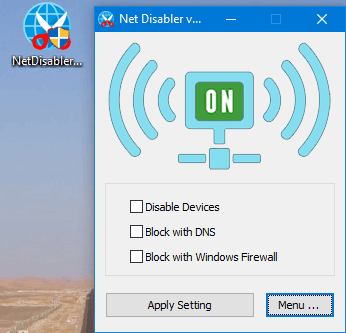 NetDisabler...
Net Disabler v...
ON
Disable Devices
Block with DNS
Block with Windows Firewall
Apply Setting
Menu ...